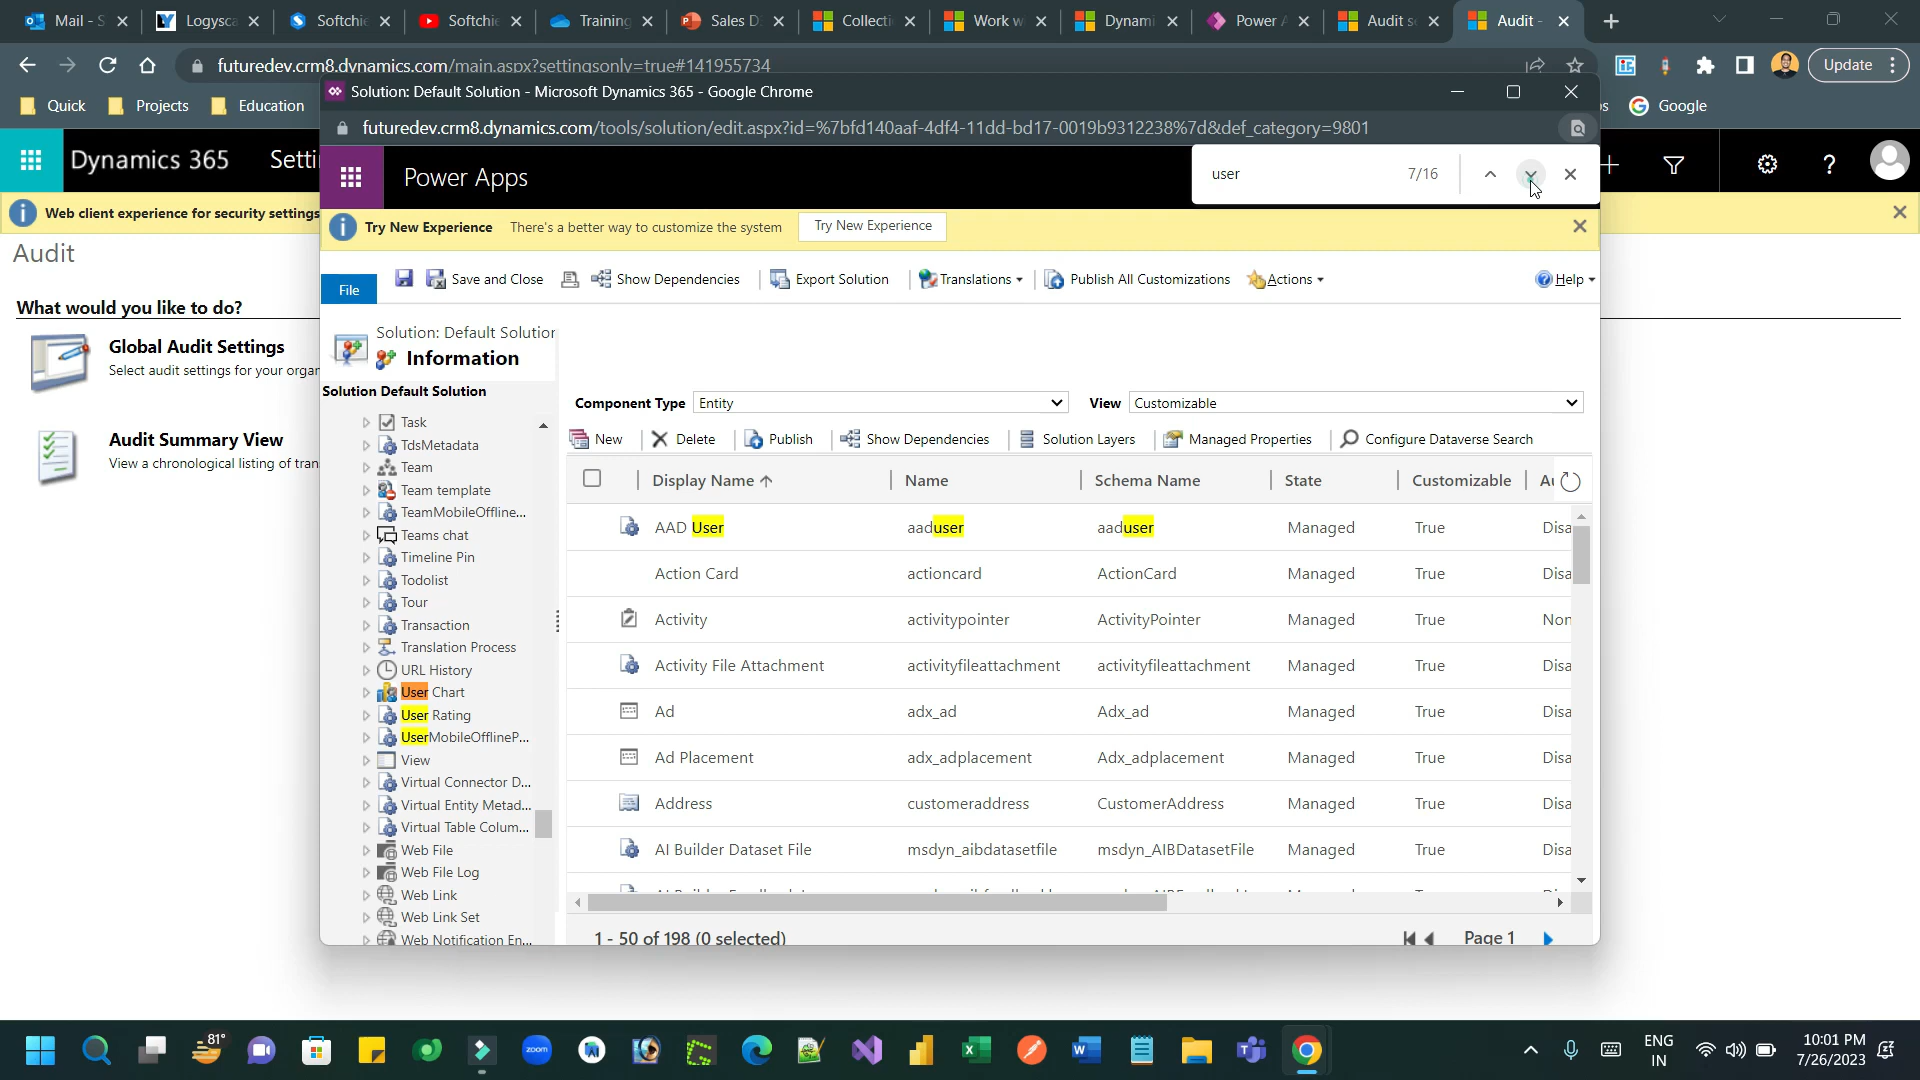 Mail - S
Logysca
Softchie
Softchie
Training
Sales D
Collecti
Work w
Dynami
Power A
Audit se
Audit -
futuredev.crm8.dynamics.com/main.aspx?settingsonly=true#141955734
Update
Quick
Projects
Education
Google
Solution: Default Solution - Microsoft Dynamics 365 - Google Chrome
futuredev.crm8.dynamics.com/tools/solution/edit.aspx?id=%7bfd140aaf-4df4-11dd-bd17-0019b9312238%7d&def_category=9801
Dynamics 365
Setti
Power Apps
user
7/16
Web client experience for security settings
Try New Experience There's a better way to customize the system Try New Experience
Audit
What would you like to do?
Global Audit Settings
Select audit settings for your organ
Audit Summary View
View a chronological listing of tran
File
Save and Close
Show Dependencies
Export Solution
Translations
Publish All Customizations
Actions
Help
Solution: Default Solution
Information
Solution Default Solution
Task
TdsMetadata
Team
Team template
TeamMobileOffline...
Teams chat
Timeline Pin
Todolist
Tour
Transaction
Translation Process
URL History
User Chart
User Rating
UserMobileOfflineP...
View
Virtual Connector D...
Virtual Entity Metad...
Virtual Table Colum...
Web File
Web File Log
Web Link
Web Link Set
Web Notification En...
Component Type Entity View Customizable
New Delete Publish Show Dependencies Solution Layers Managed Properties Configure Dataverse Search
Display Name Name Schema Name State Customizable Au
AAD User aaduser aaduser Managed True Disa
Action Card actioncard ActionCard Managed True Disa
Activity activitypointer ActivityPointer Managed True Non
Activity File Attachment activityfileattachment activityfileattachment Managed True Disa
Ad adx_ad Adx_ad Managed True Disa
Ad Placement adx_adplacement Adx_adplacement Managed True Disa
Address customeraddress CustomerAddress Managed True Disa
AI Builder Dataset File msdyn_aibdatasetfile msdyn_AIBDatasetFile Managed True Disa
1 - 50 of 198 (0 selected) Page 1
81°
zoom
ENG
IN
10:01 PM
7/26/2023